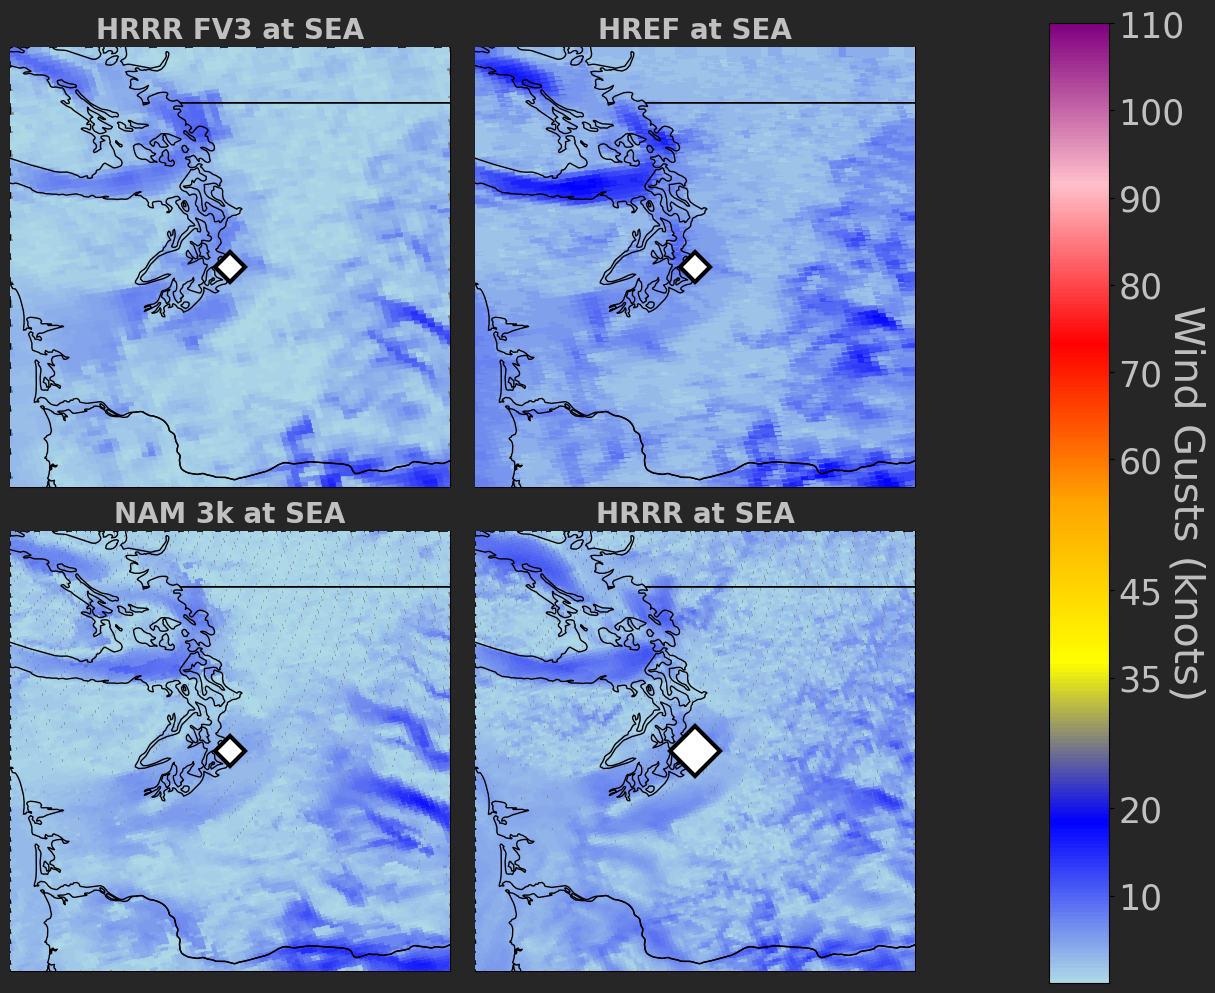 HRRR FV3 at SEA
HREF at SEA
NAM 3k at SEA
HRRR at SEA
110
100
90
80
70
60
45
35
20
10
Wind Gusts (knots)